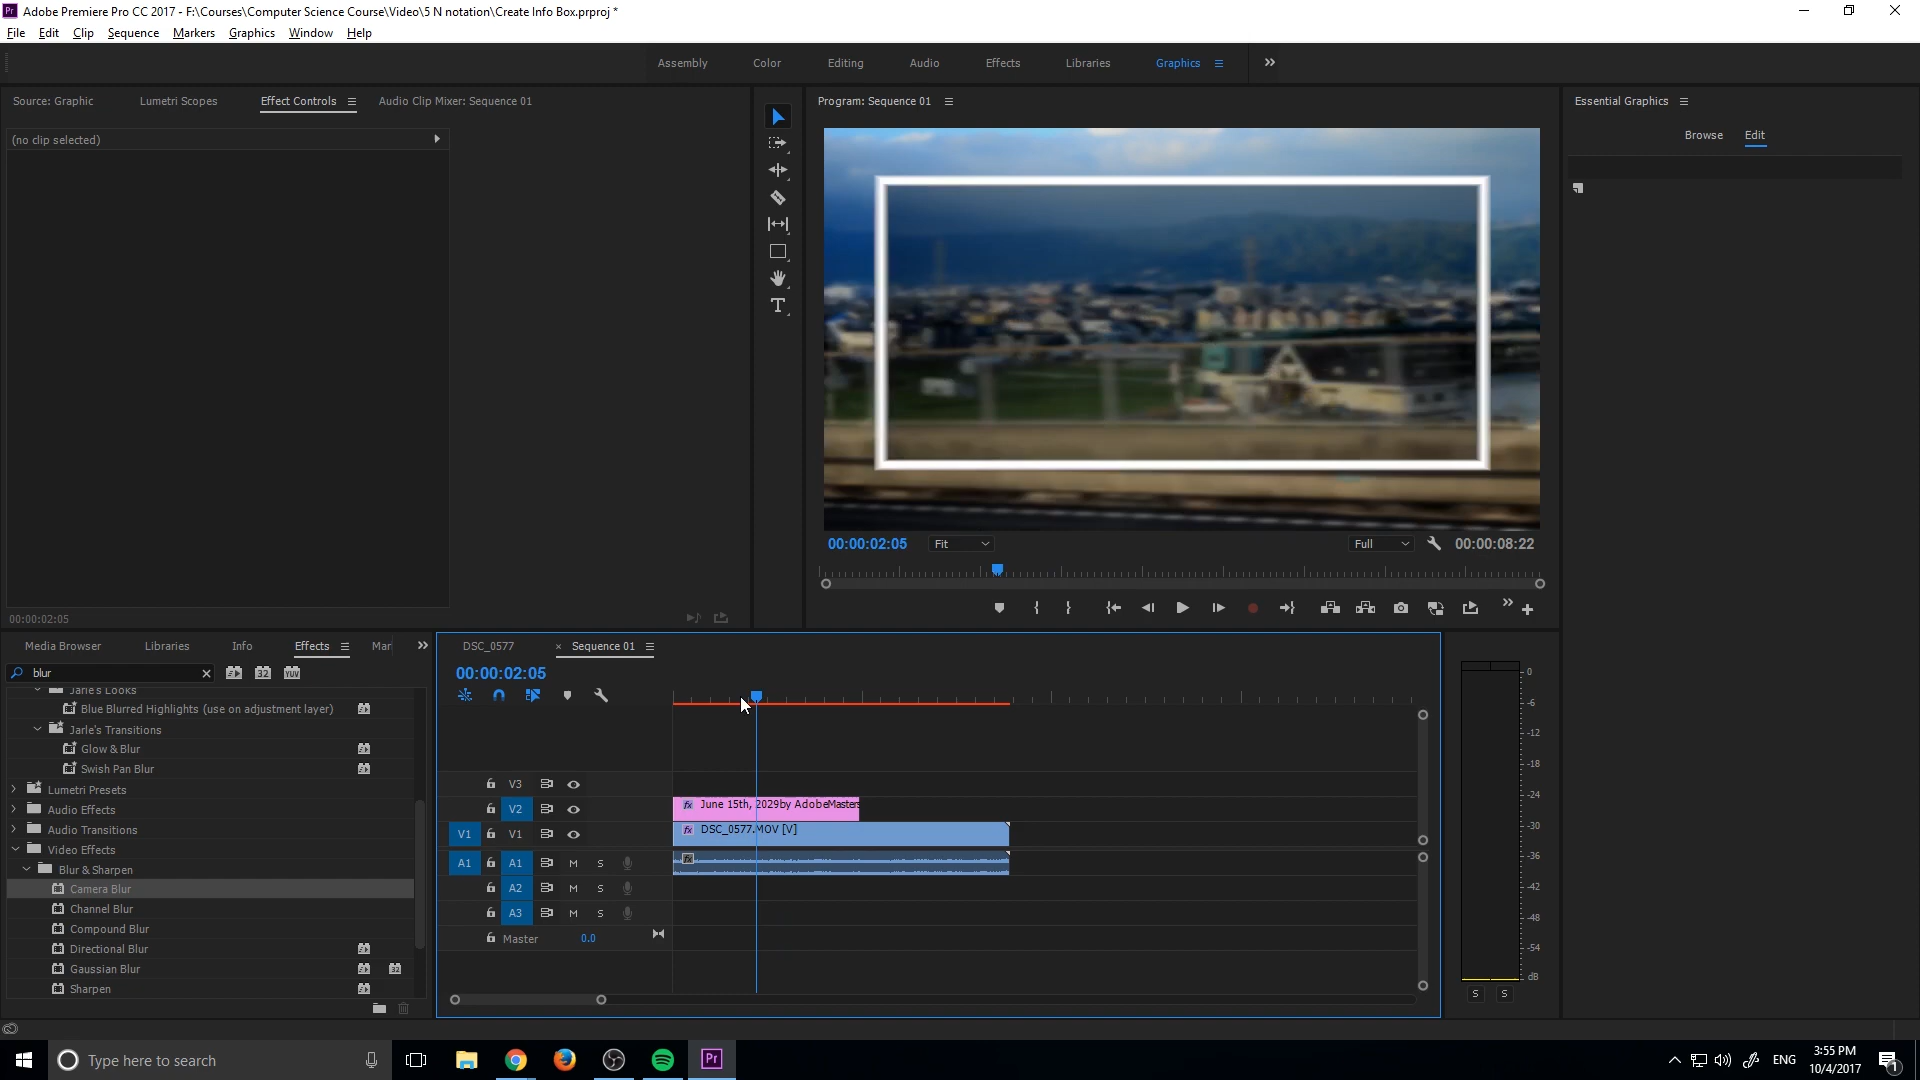 Adobe Premiere Pro CC 2017 - F:\Courses\Computer Science Course\Video\5 N notation\Create Info Box.prproj *
File Edit Clip Sequence Markers Graphics Window Help
Assembly Color Editing Audio Effects Libraries Graphics
Source: Graphic Lumetri Scopes Effect Controls Audio Clip Mixer: Sequence 01
Program: Sequence 01
Essential Graphics
(no clip selected)
Browse Edit
00:00:02:05 Fit Full 00:00:08:22
00:00:02:05
Media Browser Libraries Info Effects Mar
DSC_0577 × Sequence 01
blur
00:00:02:05
Jarle's Looks
Blue Blurred Highlights (use on adjustment layer)
Jarle's Transitions
Glow & Blur
Swish Pan Blur
Lumetri Presets
Audio Effects
Audio Transitions
Video Effects
Blur & Sharpen
Camera Blur
Channel Blur
Compound Blur
Directional Blur
Gaussian Blur
Sharpen
V3
V2 fx June 15th, 2029by AdobeMasters
V1 V1 fx DSC_0577.MOV [V]
A1 A1 M S fx
A2 M S
A3 M S
Master 0.0
0
-6
-12
-18
-24
-30
-36
-42
-48
-54
dB
S S
Type here to search
Pr
ENG
3:55 PM
10/4/2017
1